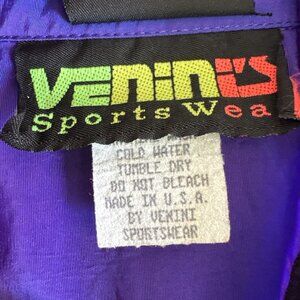 VENINI'S
Sports Wea
COLD WATER
TUMBLE DRY
DO NOT BLEACH
MADE IN U.S.A.
BY VENINI
SPORTSWEAR